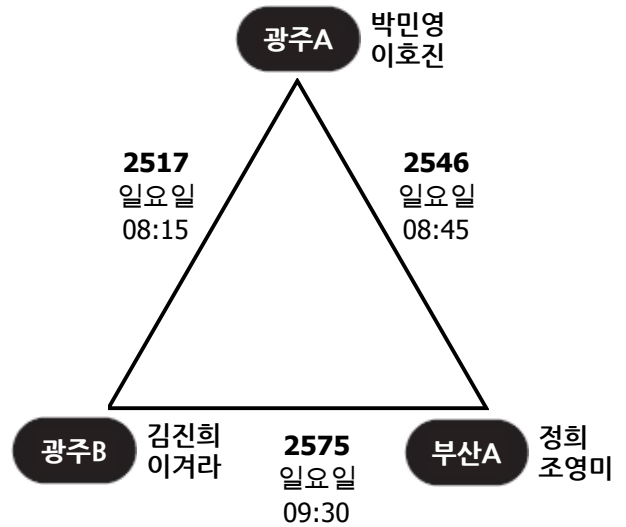 광주A
박민영
이호진
2517
일요일
08:15
2546
일요일
08:45
광주B
김진희
이겨라
2575
일요일
09:30
부산A
정희
조영미